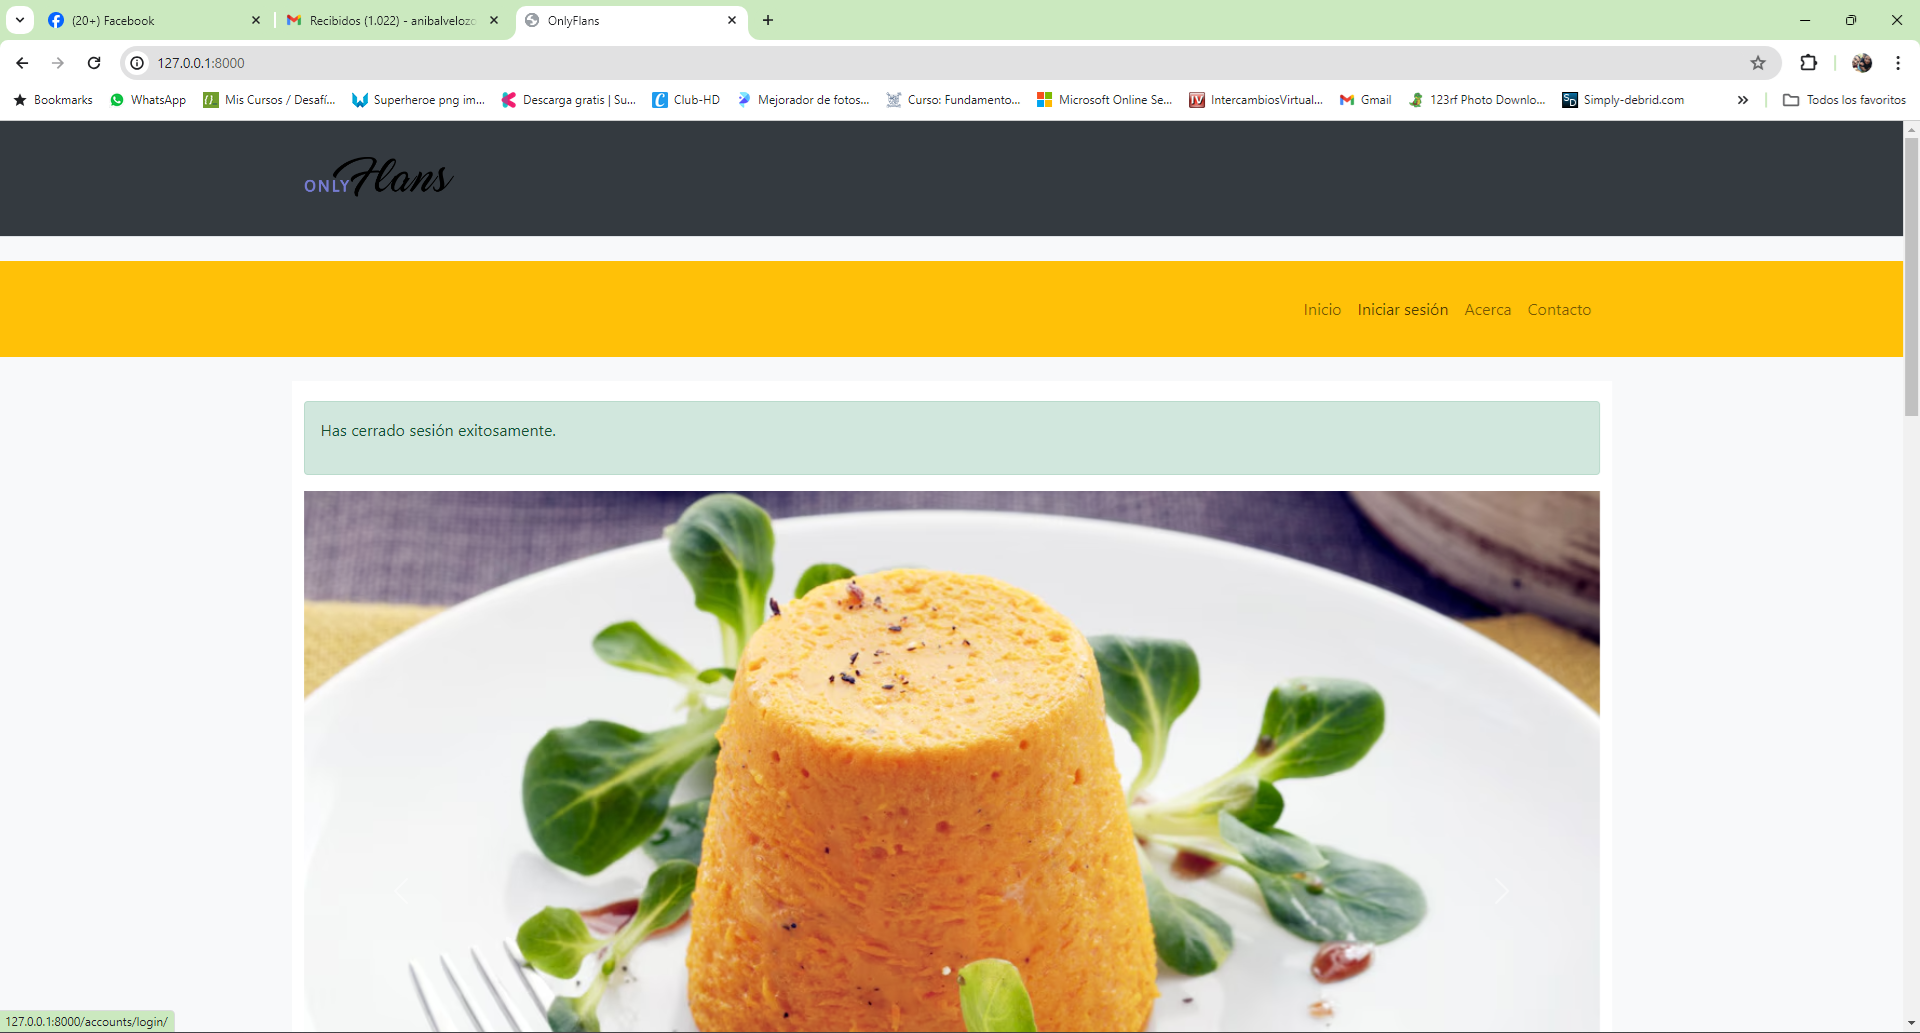 (20+) Facebook
Recibidos (1.022) - anibalvelozo
OnlyFlans
127.0.0.1:8000
Bookmarks
WhatsApp
Mis Cursos / Desafí...
Superheroe png im...
Descarga gratis | Su...
Club-HD
Mejorador de fotos...
Curso: Fundamento...
Microsoft Online Se...
IntercambiosVirtual...
Gmail
123rf Photo Downlo...
Simply-debrid.com
Todos los favoritos
ONLY Flans
Inicio
Iniciar sesión
Acerca
Contacto
Has cerrado sesión exitosamente.
127.0.0.1:8000/accounts/login/